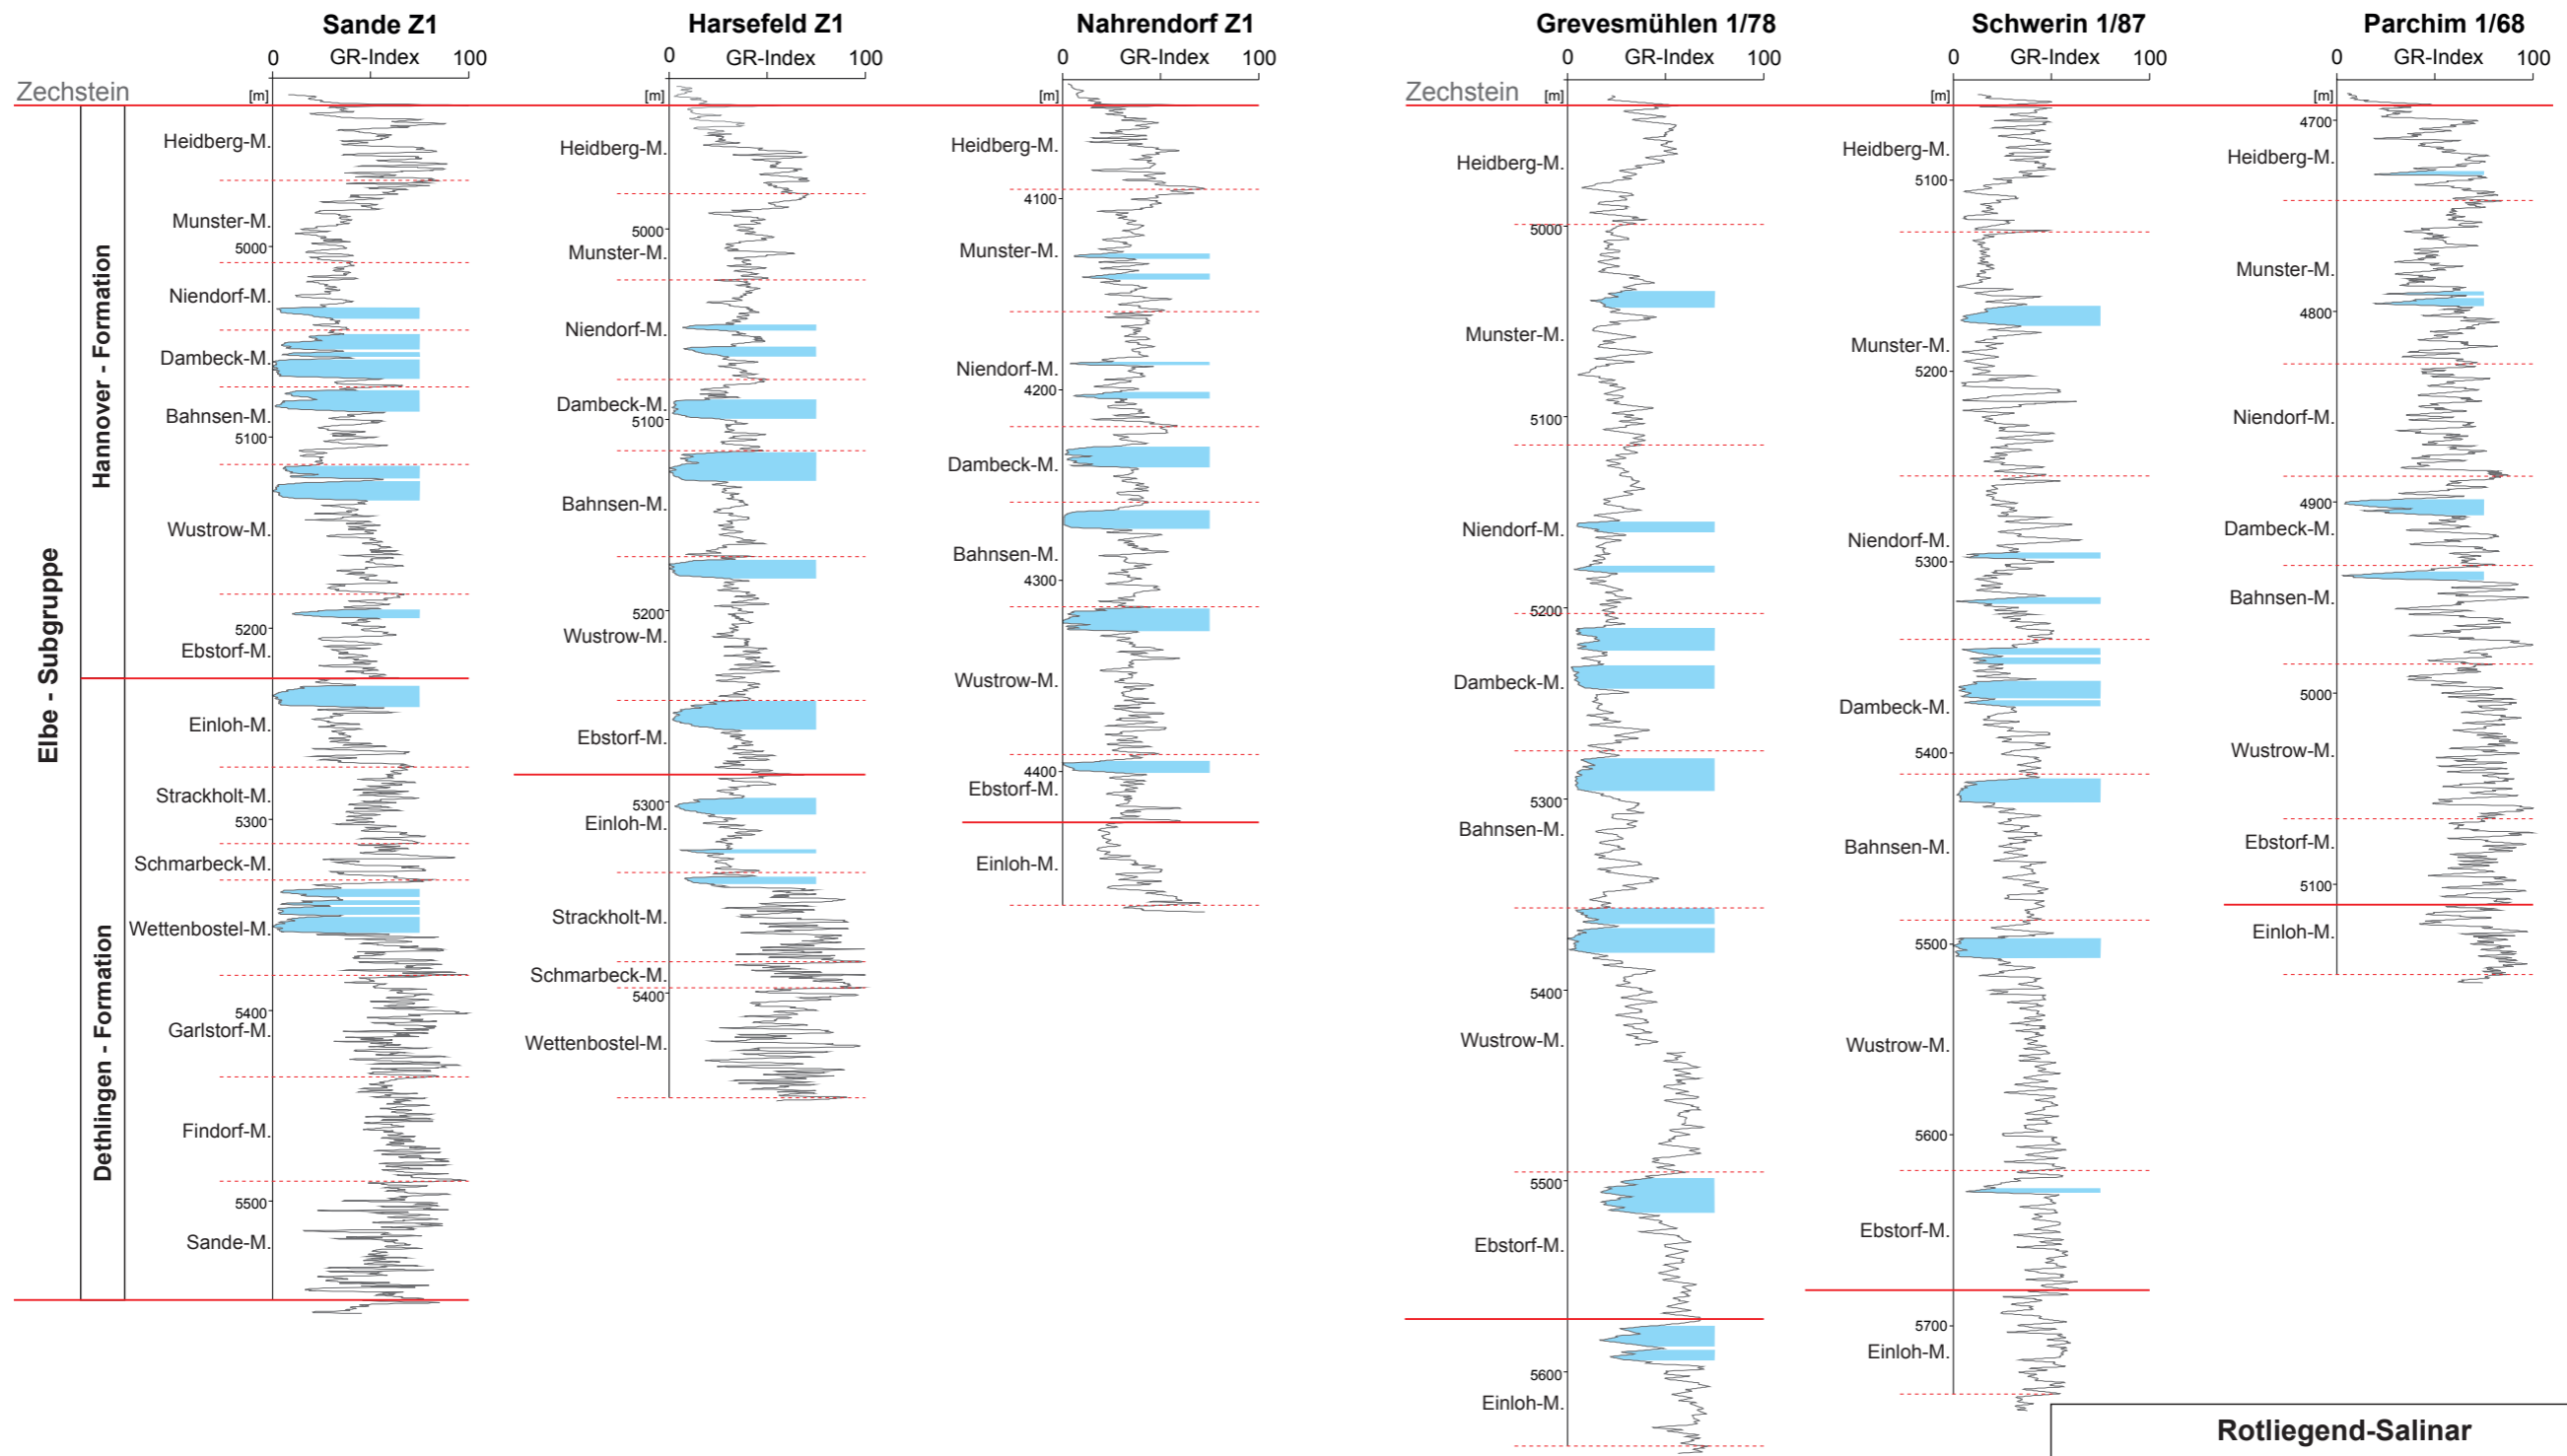 Sande Z1
Harsefeld Z1
Nahrendorf Z1
Grevesmühlen 1/78
Schwerin 1/87
Parchim 1/68
0 GR-Index 100
0 GR-Index 100
0 GR-Index 100
0 GR-Index 100
0 GR-Index 100
0 GR-Index 100
Zechstein
[m]
[m]
[m]
Zechstein
[m]
[m]
[m]
Elbe - Subgruppe
Hannover - Formation
Dethlingen - Formation
Heidberg-M.
Munster-M.
5000
Niendorf-M.
Dambeck-M.
Bahnsen-M.
5100
Wustrow-M.
5200
Ebstorf-M.
Einloh-M.
Strackholt-M.
5300
Schmarbeck-M.
Wettenbostel-M.
5400
Garlstorf-M.
Findorf-M.
5500
Sande-M.
Heidberg-M.
5000
Munster-M.
Niendorf-M.
Dambeck-M.
5100
Bahnsen-M.
5200
Wustrow-M.
Ebstorf-M.
5300
Einloh-M.
Strackholt-M.
Schmarbeck-M.
5400
Wettenbostel-M.
Heidberg-M.
4100
Munster-M.
Niendorf-M.
4200
Dambeck-M.
Bahnsen-M.
4300
Wustrow-M.
4400
Ebstorf-M.
Einloh-M.
Heidberg-M.
5000
Munster-M.
5100
Niendorf-M.
5200
Dambeck-M.
5300
Bahnsen-M.
5400
Wustrow-M.
5500
Ebstorf-M.
5600
Einloh-M.
Heidberg-M.
5100
Munster-M.
5200
Niendorf-M.
5300
Dambeck-M.
5400
Bahnsen-M.
5500
Wustrow-M.
5600
Ebstorf-M.
5700
Einloh-M.
4700
Heidberg-M.
Munster-M.
4800
Niendorf-M.
4900
Dambeck-M.
Bahnsen-M.
5000
Wustrow-M.
Ebstorf-M.
5100
Einloh-M.
Rotliegend-Salinar